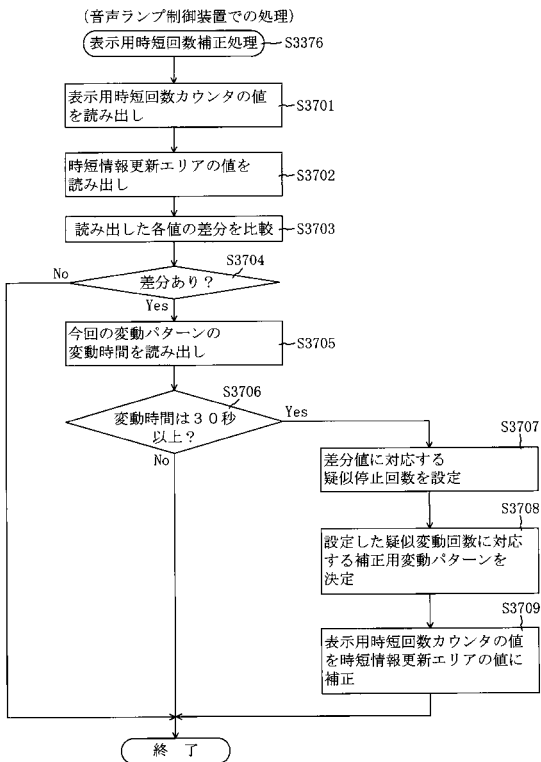 (音声ランプ制御装置での処理)
表示用時短回数補正処理
S3376
表示用時短回数カウンタの値
を読み出し
S3701
時短情報更新エリアの値を
読み出し
S3702
読み出した各値の差分を比較
S3703
S3704
差分あり?
No
Yes
今回の変動パターンの
変動時間を読み出し
S3705
S3706
変動時間は30秒
以上?
Yes
No
S3707
差分値に対応する
疑似停止回数を設定
S3708
設定した疑似変動回数に対応
する補正用変動パターンを
決定
S3709
表示用時短回数カウンタの値
を時短情報更新エリアの値に
補正
終 了